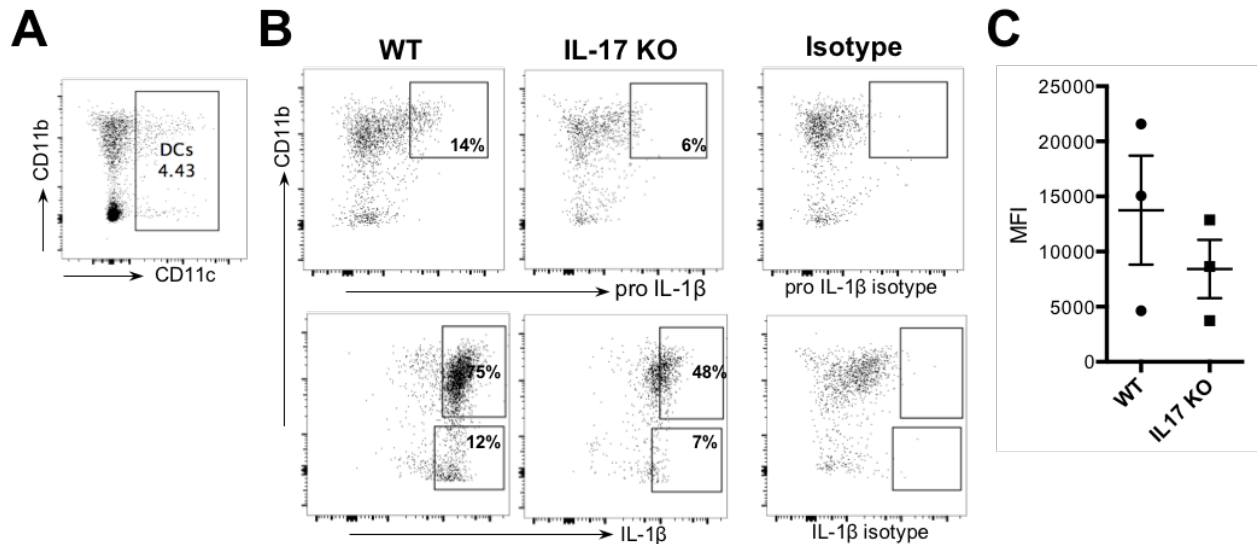 A
CD11b
DCs
4.43
CD11c
B
WT
IL-17 KO
Isotype
CD11b
14%
6%
pro IL-1β
pro IL-1β isotype
75%
48%
12%
7%
IL-1β
IL-1β isotype
C
MFI
25000
20000
15000
10000
5000
0
WT
IL17 KO